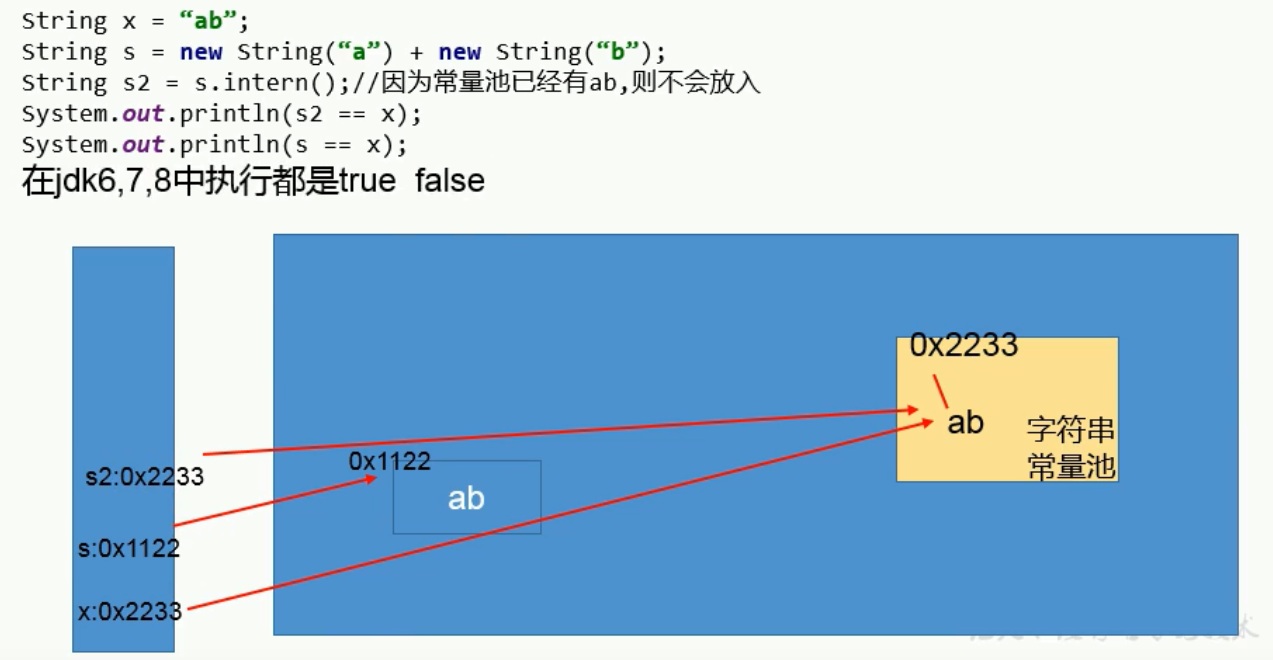 String x = “ab”;
String s = new String(“a”) + new String(“b”);
String s2 = s.intern();//因为常量池已经有ab,则不会放入
System.out.println(s2 == x);
System.out.println(s == x);
在jdk6,7,8中执行都是true false
0x2233
ab
字符串
常量池
0x1122
ab
s2:0x2233
s:0x1122
x:0x2233